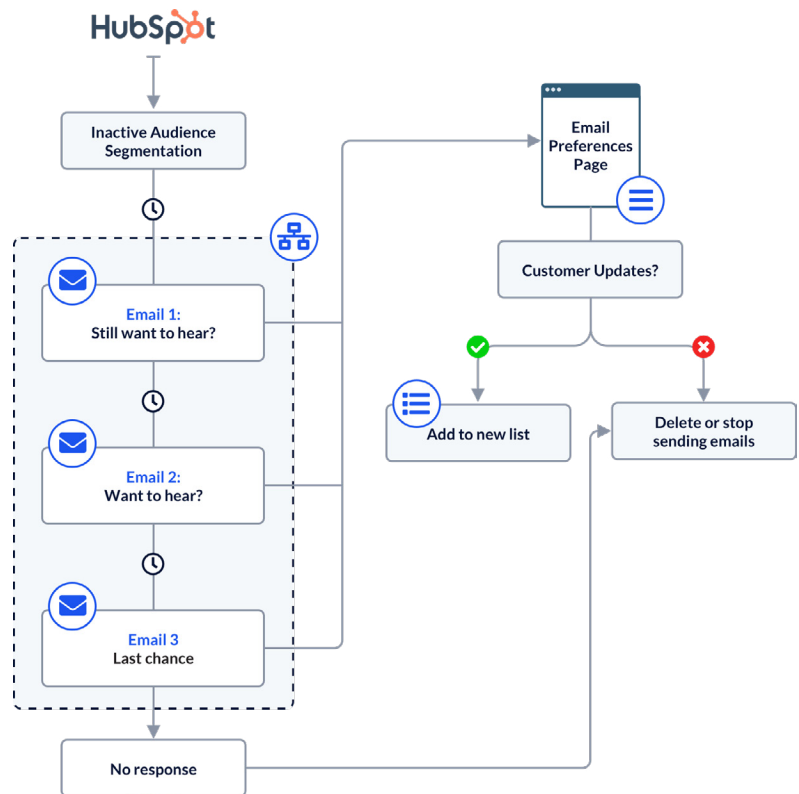 HubSpot
Inactive Audience
Segmentation
Email 1:
Still want to hear?
Email 2:
Want to hear?
Email 3
Last chance
No response
Email
Preferences
Page
Customer Updates?
Add to new list
Delete or stop
sending emails